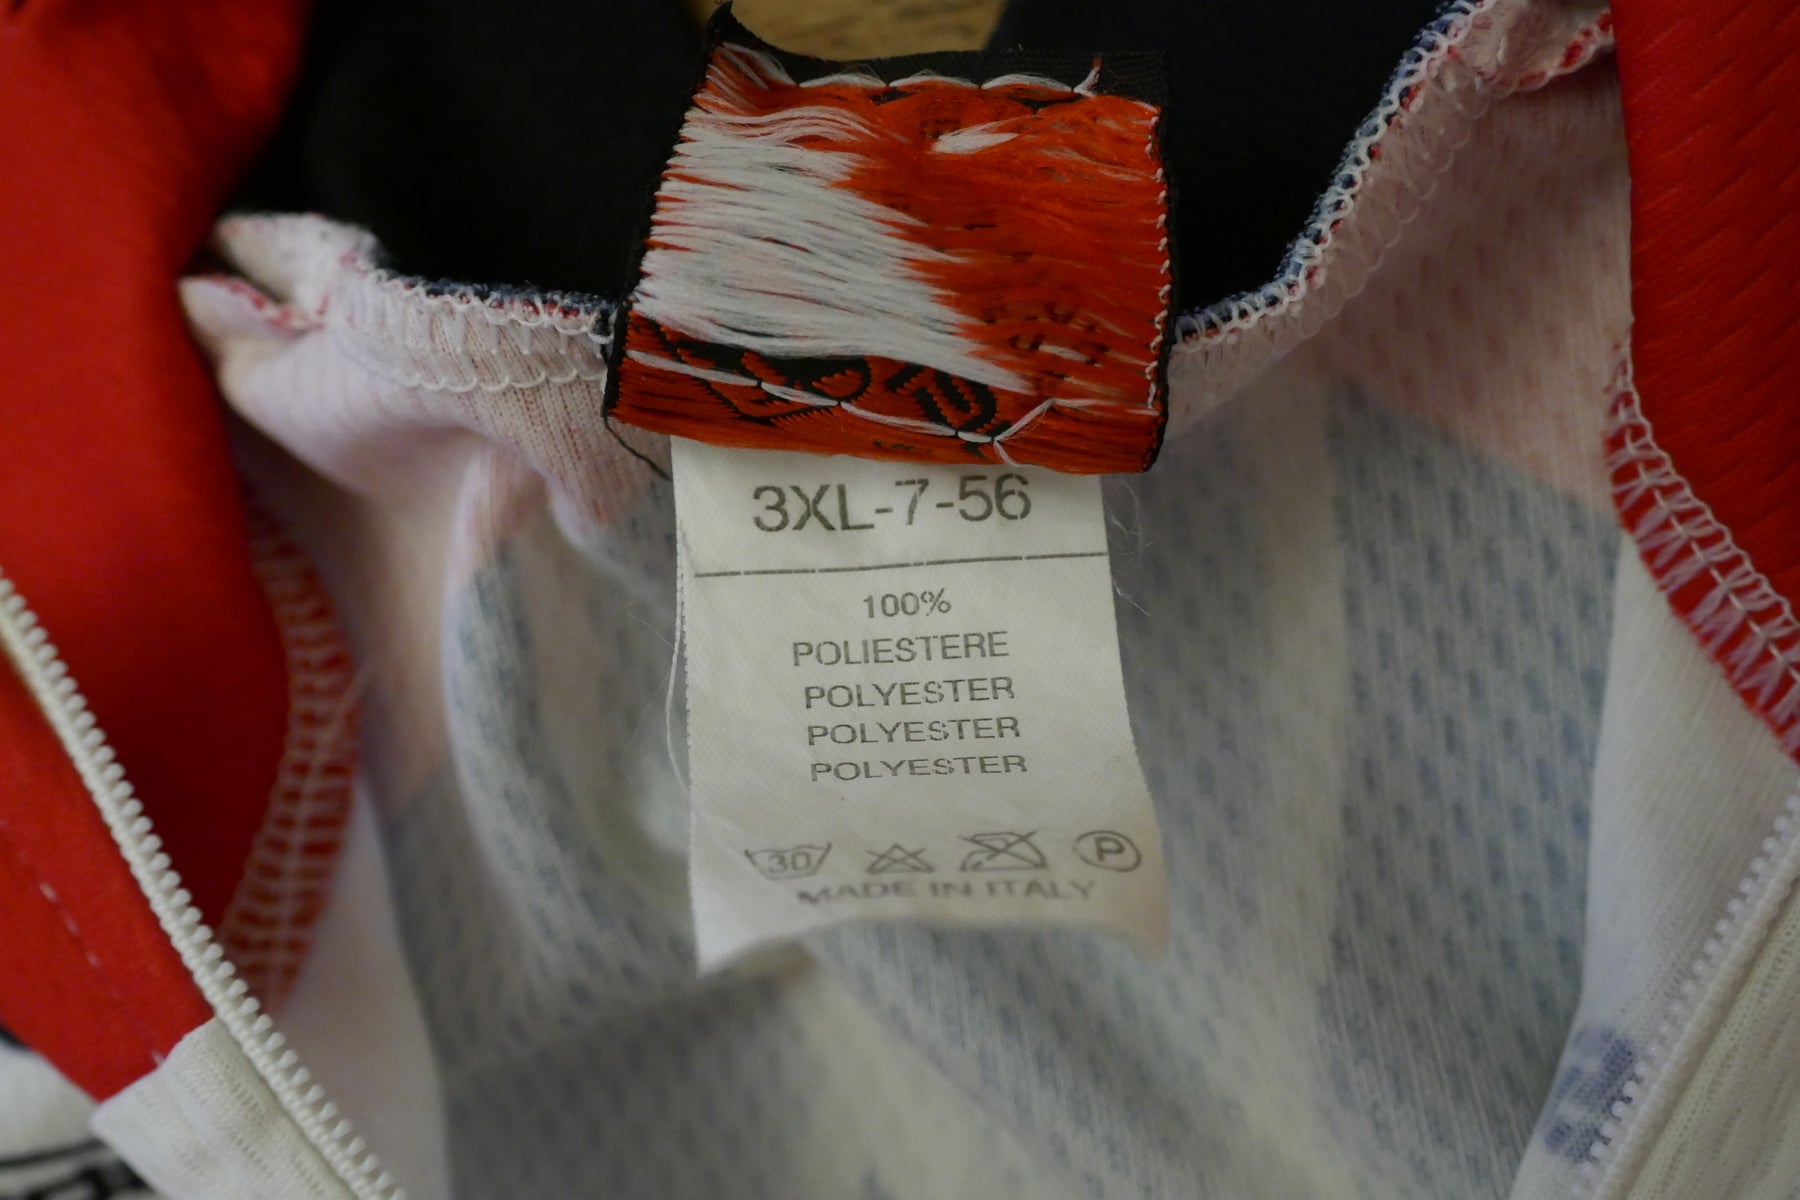 3XL-7-56
100%
POLIESTERE
POLYESTER
POLYESTER
POLYESTER
30 P
MADE IN ITALY